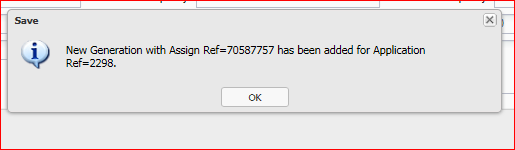 Save
New Generation with Assign Ref=70587757 has been added for Application
Ref=2298.
OK